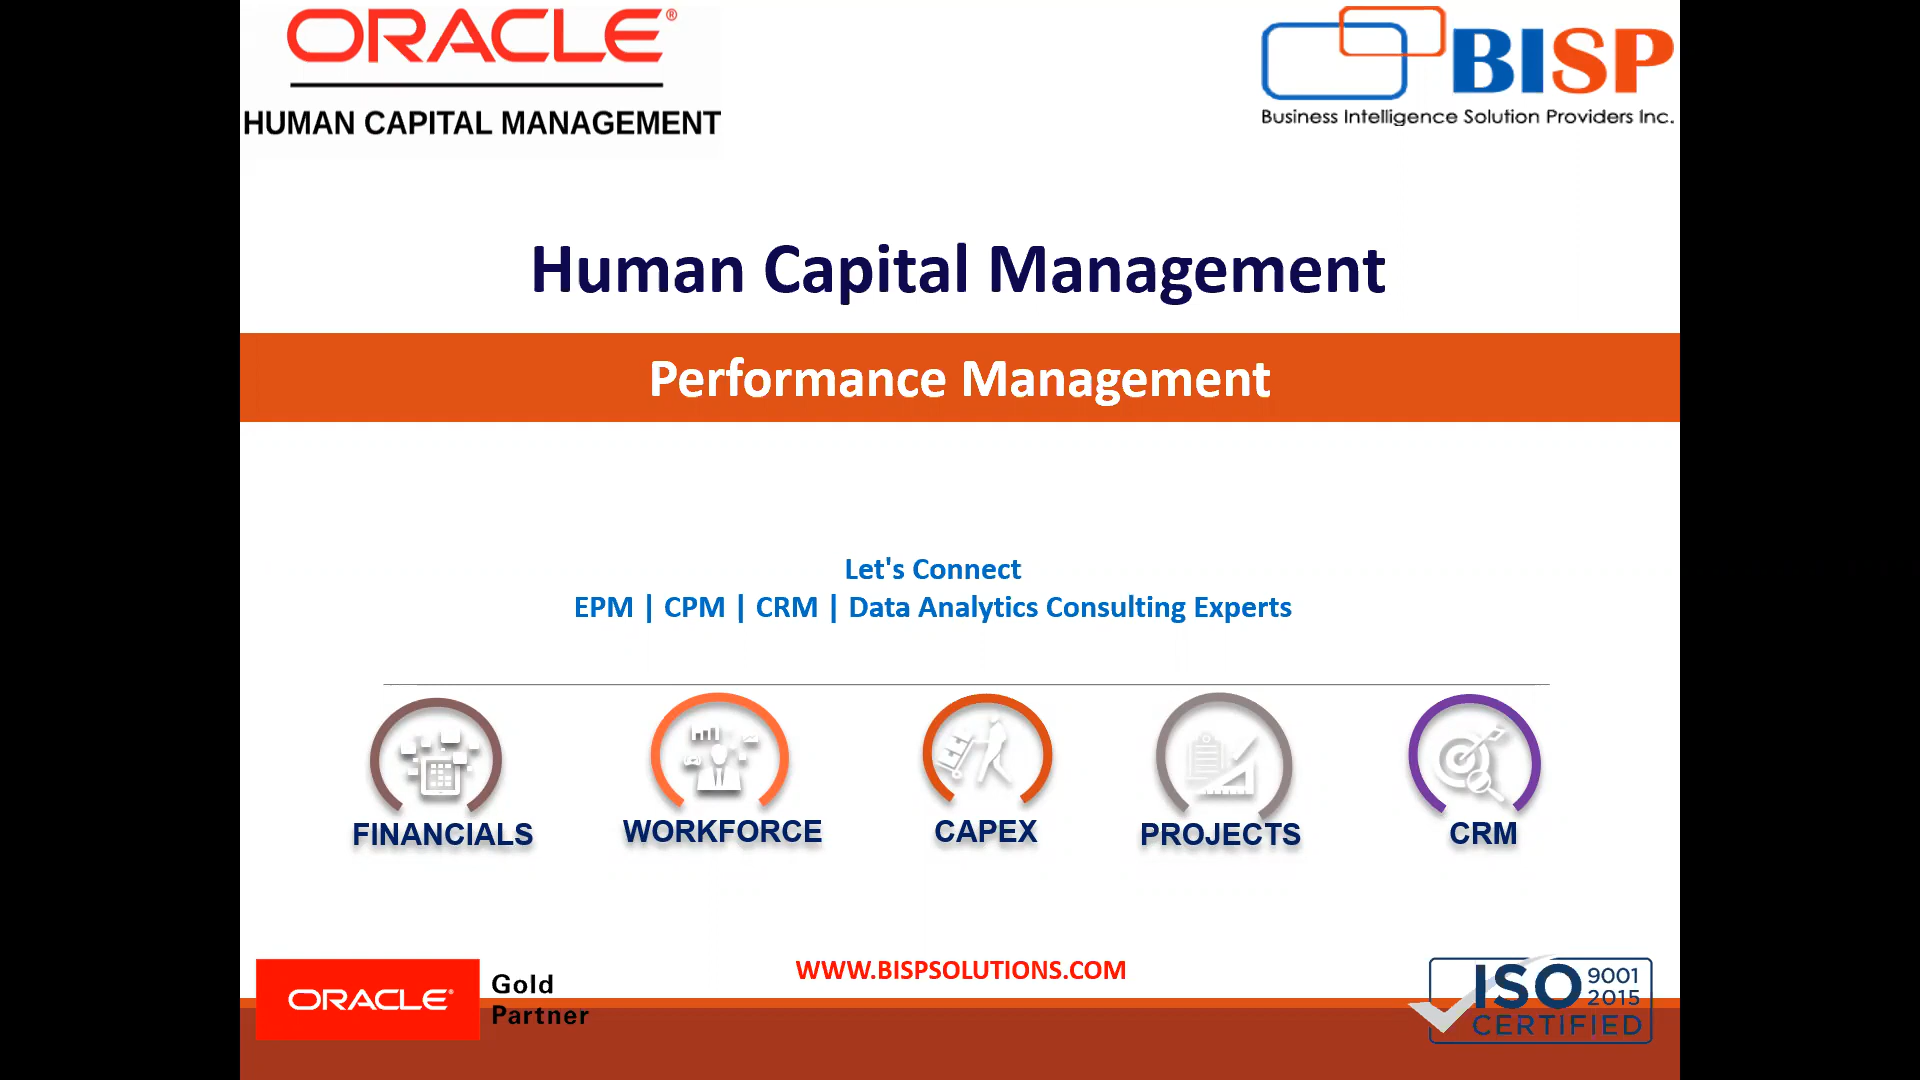 ORACLE®
HUMAN CAPITAL MANAGEMENT
BISP
Business Intelligence Solution Providers Inc.
Human Capital Management
Performance Management
Let's Connect
EPM | CPM | CRM | Data Analytics Consulting Experts
FINANCIALS
WORKFORCE
CAPEX
PROJECTS
CRM
ORACLE®
Gold
Partner
WWW.BISPSOLUTIONS.COM
ISO 9001
2015
CERTIFIED